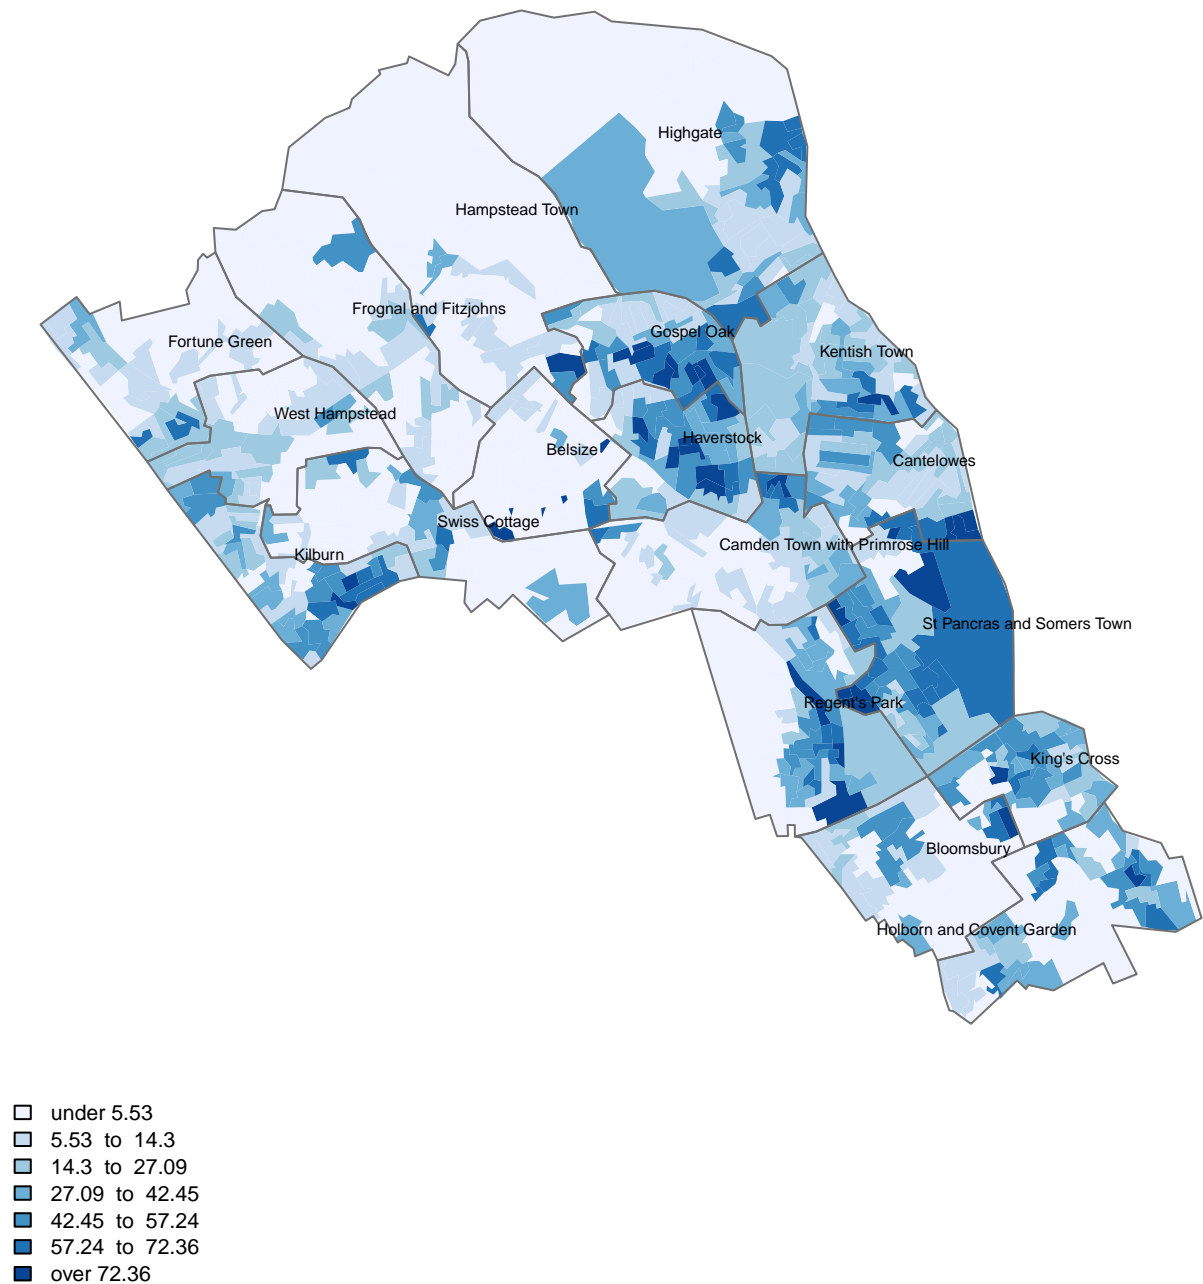 Highgate
Hampstead Town
Frognal and Fitzjohns
Gospel Oak
Fortune Green
Kentish Town
West Hampstead
Haverstock
Belsize
Cantelowes
Swiss Cottage
Camden Town with Primrose Hill
Kilburn
St Pancras and Somers Town
Regent's Park
King's Cross
Bloomsbury
Holborn and Covent Garden
under 5.53
5.53 to 14.3
14.3 to 27.09
27.09 to 42.45
42.45 to 57.24
57.24 to 72.36
over 72.36